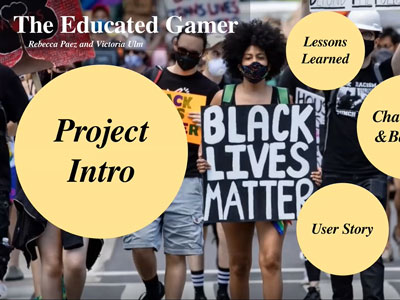 The Educated Gamer
Rebecca Paez and Victoria Ulm
Lessons
Learned
Project
Intro
BLACK
LIVES
MATTER
User Story